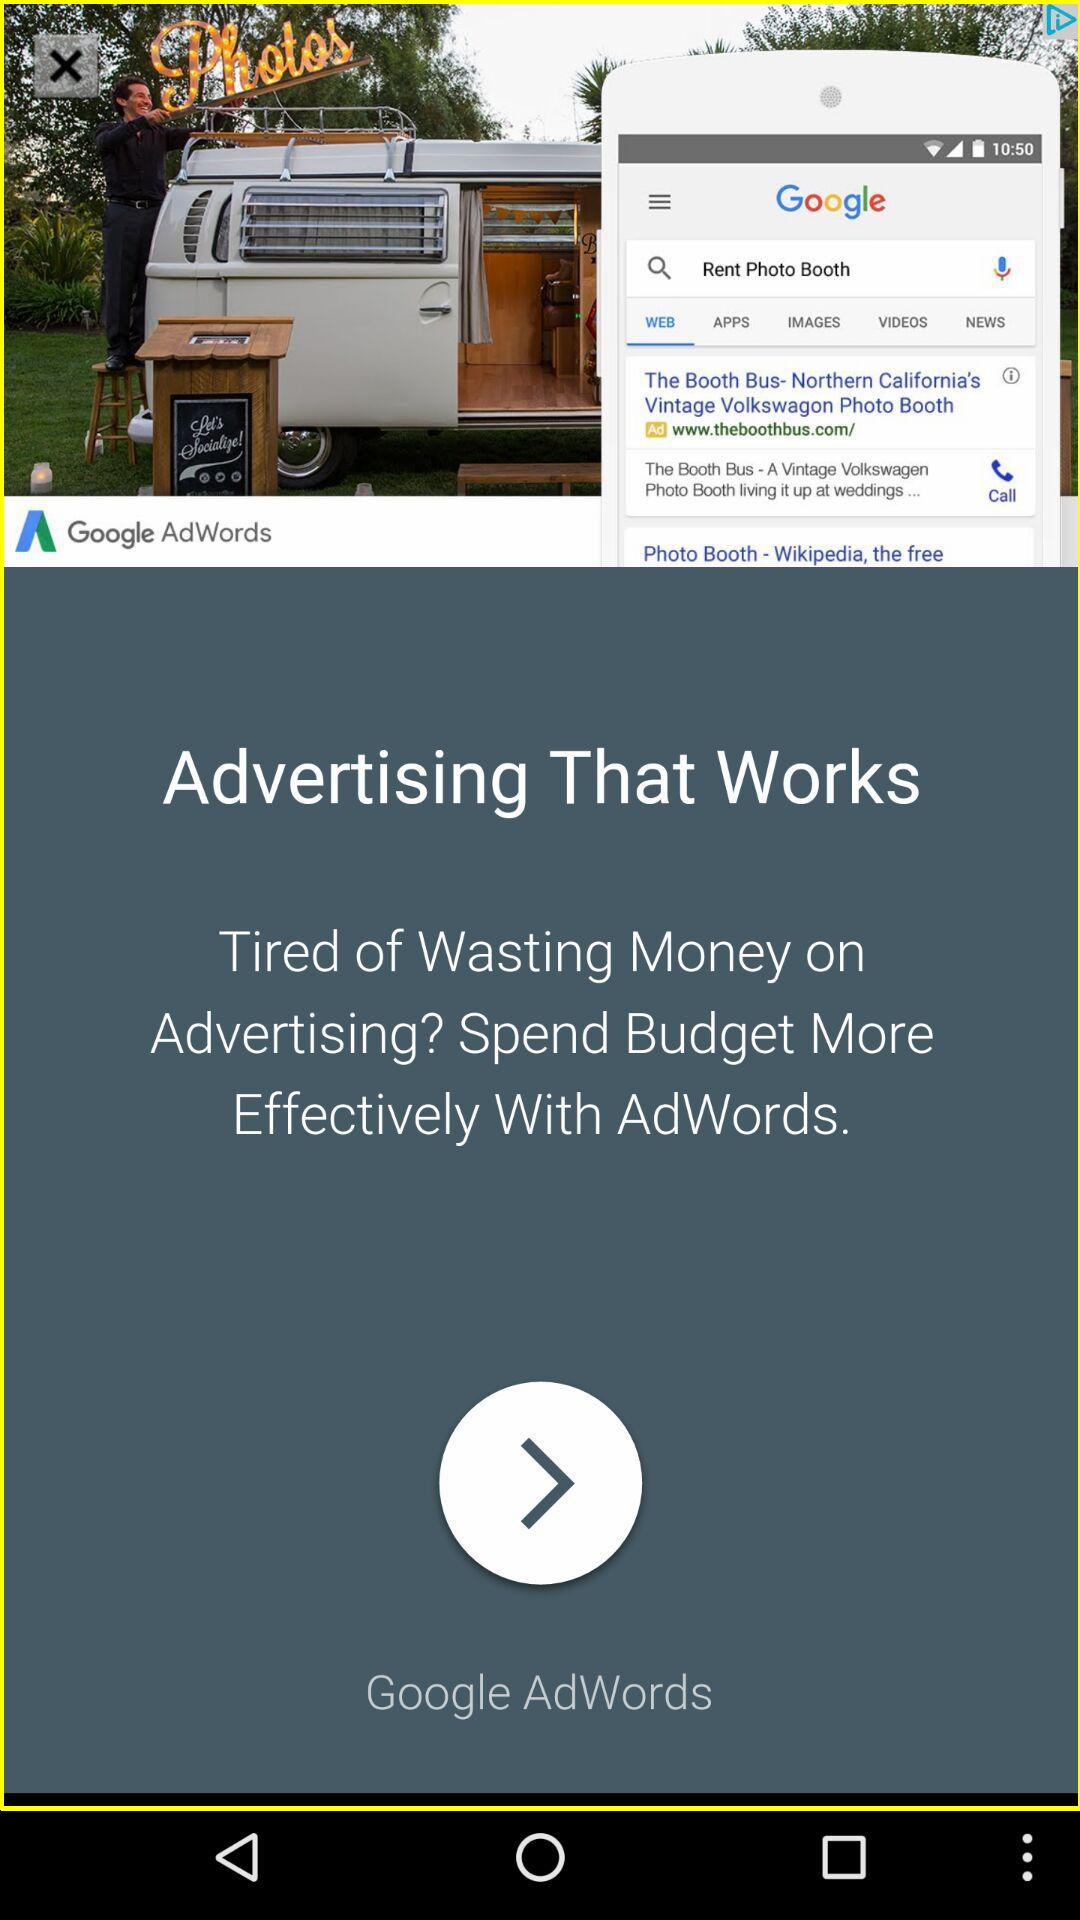 Photos
10:50
Google
Rent Photo Booth
WEB APPS IMAGES VIDEOS NEWS
The Booth Bus- Northern California's
Vintage Volkswagon Photo Booth
Ad www.theboothbus.com/
The Booth Bus - A Vintage Volkswagen
Photo Booth living it up at weddings ...
Call
Photo Booth - Wikipedia, the free
Let's
Socialize!
Google AdWords
Advertising That Works
Tired of Wasting Money on
Advertising? Spend Budget More
Effectively With AdWords.
Google AdWords